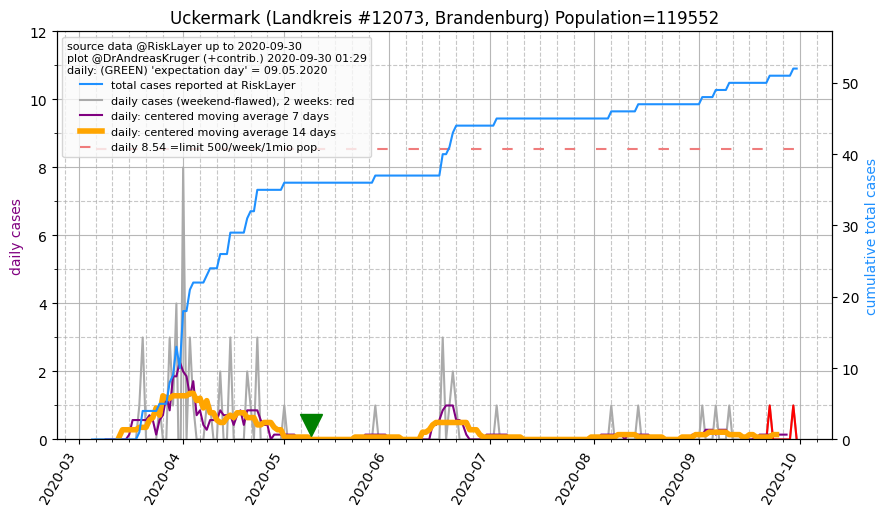 Uckermark (Landkreis #12073, Brandenburg) Population=119552
source data @RiskLayer up to 2020-09-30
plot @DrAndreasKruger (+contrib.) 2020-09-30 01:29
daily: (GREEN) 'expectation day' = 09.05.2020
total cases reported at RiskLayer
daily cases (weekend-flawed), 2 weeks: red
daily: centered moving average 7 days
daily: centered moving average 14 days
daily 8.54 =limit 500/week/1mio pop.
daily cases
12
10
8
6
4
2
0
cumulative total cases
50
40
30
20
10
0
2020-03
2020-04
2020-05
2020-06
2020-07
2020-08
2020-09
2020-10